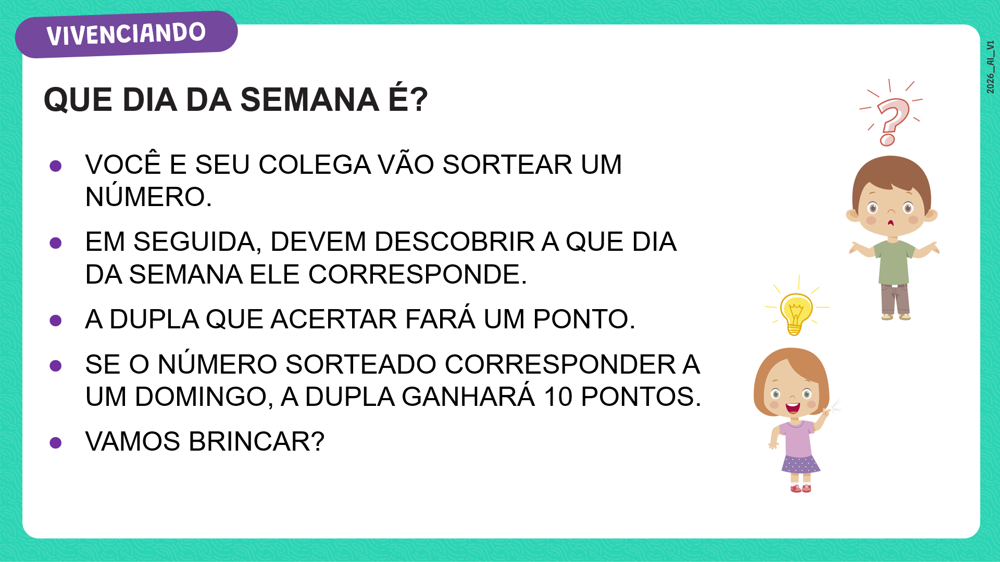 VIVENCIANDO
2026_AI_V1
QUE DIA DA SEMANA É?
● VOCÊ E SEU COLEGA VÃO SORTEAR UM
NÚMERO.
● EM SEGUIDA, DEVEM DESCOBRIR A QUE DIA
DA SEMANA ELE CORRESPONDE.
● A DUPLA QUE ACERTAR FARÁ UM PONTO.
● SE O NÚMERO SORTEADO CORRESPONDER A
UM DOMINGO, A DUPLA GANHARÁ 10 PONTOS.
● VAMOS BRINCAR?
?